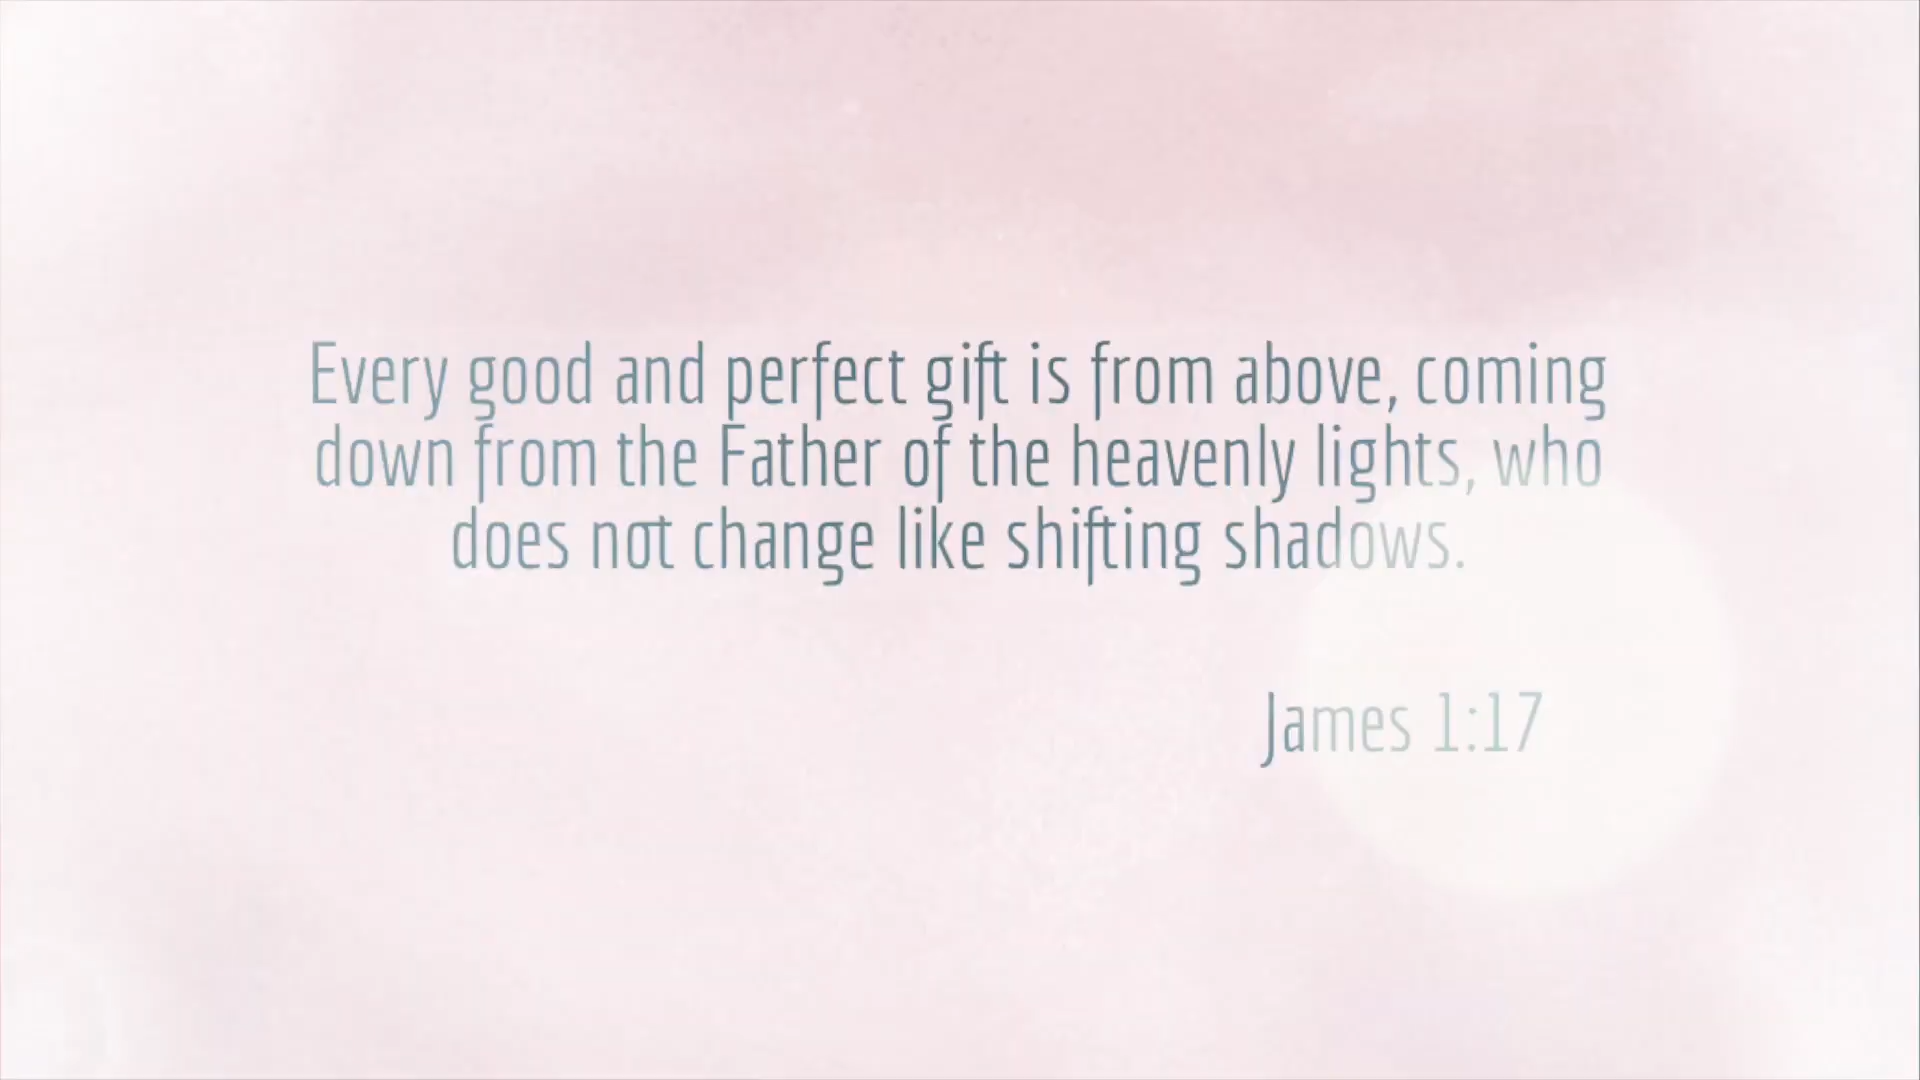 Every good and perfect gift is from above, coming
down from the Father of the heavenly lights, who
does not change like shifting shadows.
James 1:17